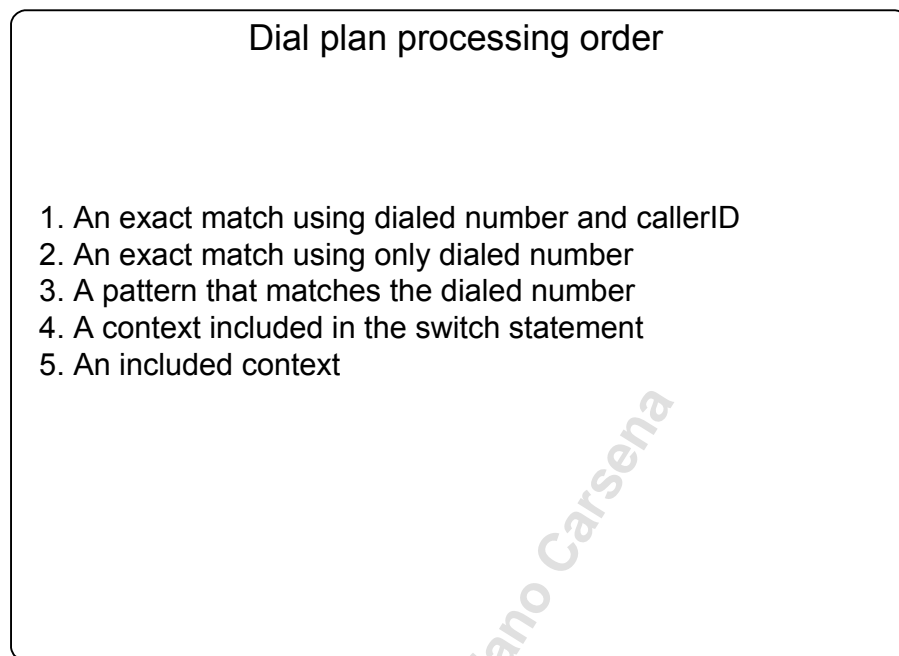 Dial plan processing order
1. An exact match using dialed number and callerID
2. An exact match using only dialed number
3. A pattern that matches the dialed number
4. A context included in the switch statement
5. An included context
Carsena